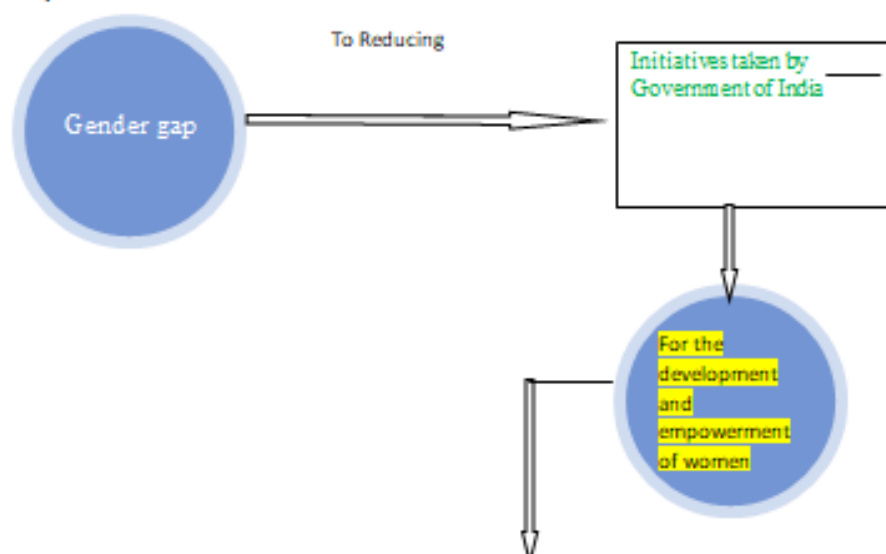 To Reducing
Initiatives taken by
Government of India
Gender gap
For the
development
and
empowerment
of women